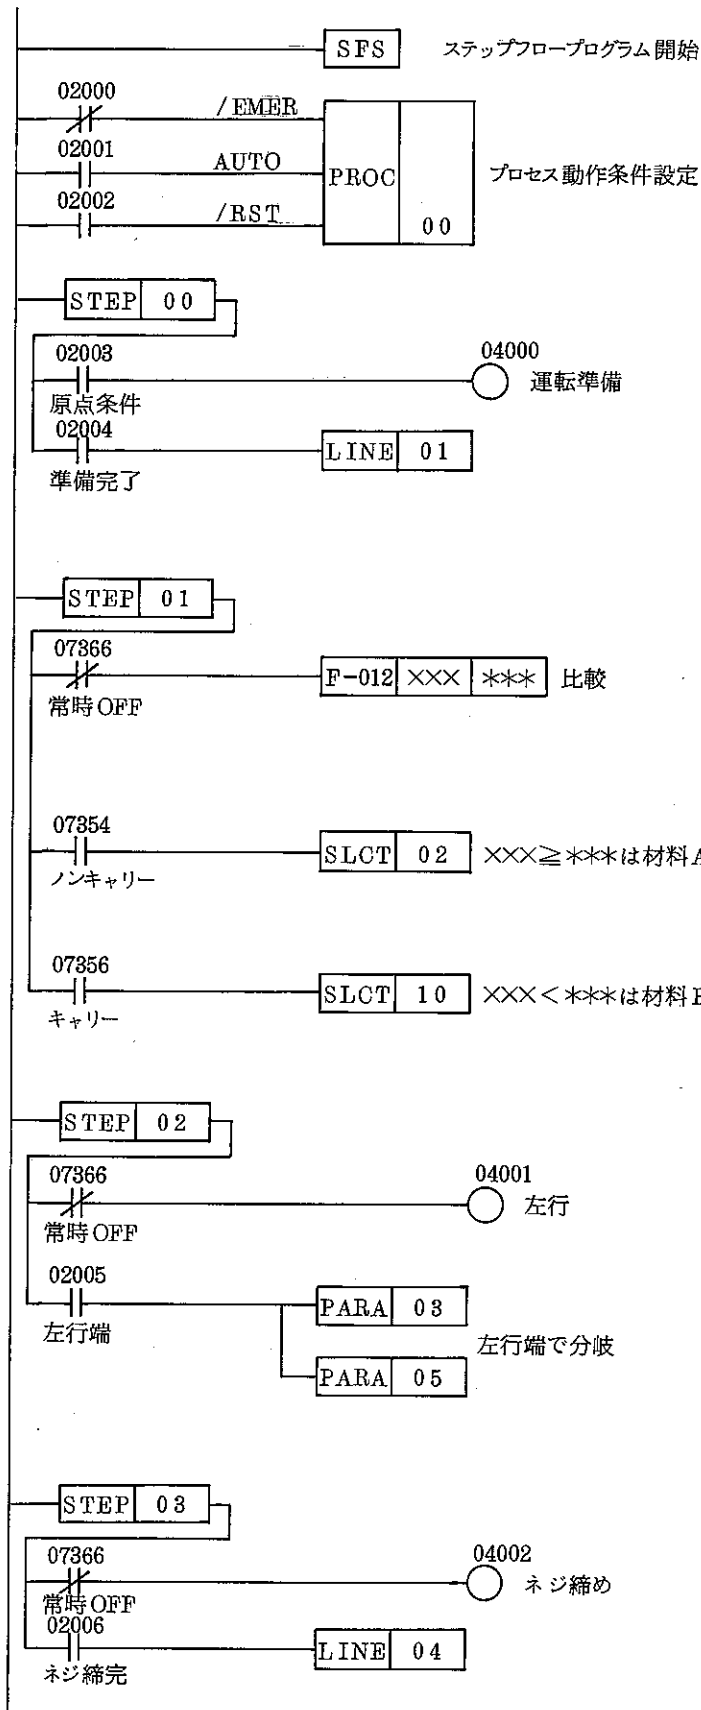 SFS ステップフロープログラム開始
02000
/EMER
02001
AUTO
PROC
プロセス動作条件設定
02002
/RST
00
STEP 00
02003 04000
運転準備
原点条件
02004
LINE 01
準備完了
STEP 01
07366
F-012 ××× *** 比較
常時OFF
07354
SLCT 02 ×××≧***は材料A
ノンキャリー
07356
SLCT 10 ×××<***は材料
キャリー
STEP 02
07366 04001
左行
常時OFF
02005
PARA 03
左行端
左行端で分岐
PARA 05
STEP 03
07366 04002
ネジ締め
常時OFF
02006
LINE 04
ネジ締完